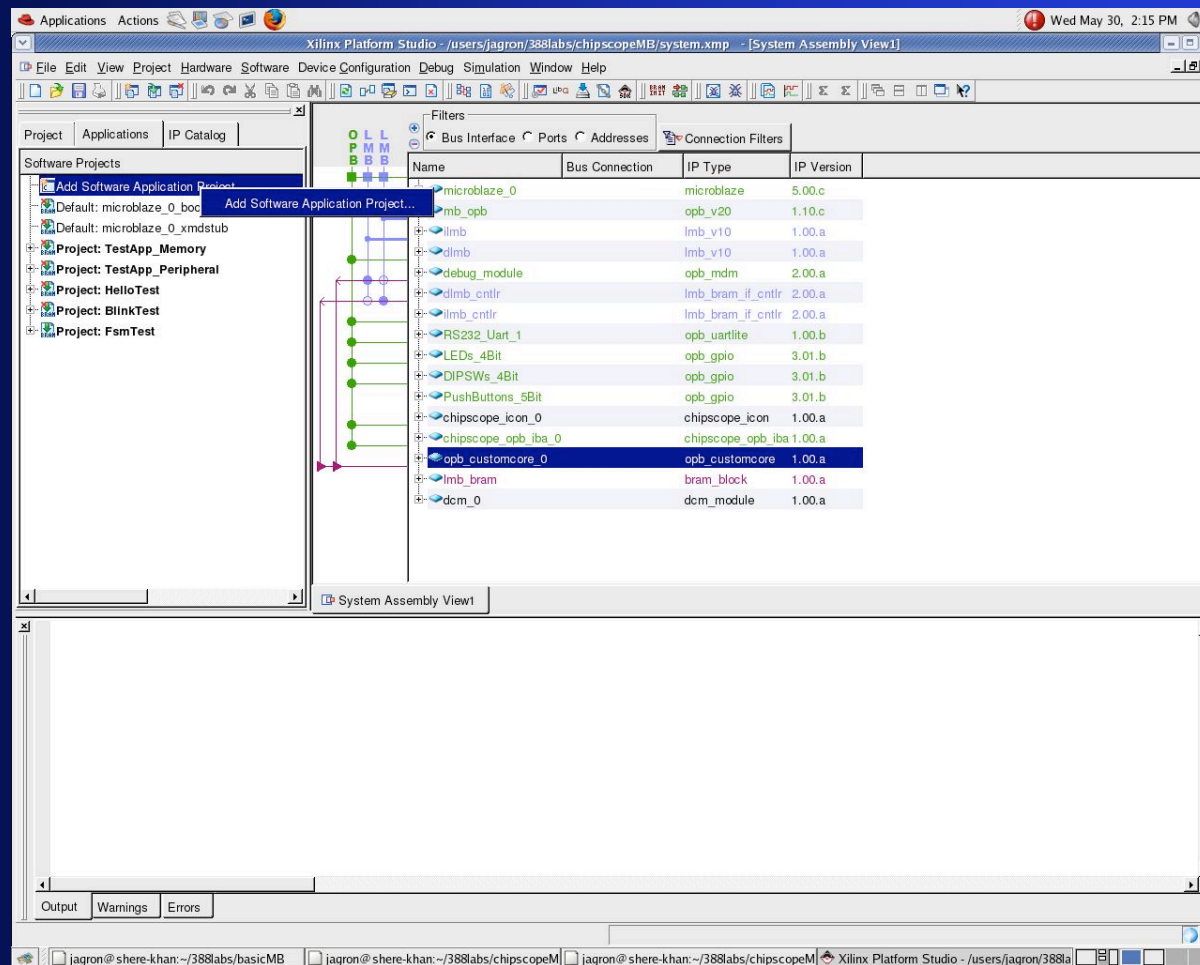 Applications Actions
Wed May 30, 2:15 PM
Xilinx Platform Studio - /users/jagron/388labs/chipscopeMB/system.xmp - [System Assembly View1]
File Edit View Project Hardware Software Device Configuration Debug Simulation Window Help
Project Applications IP Catalog
Software Projects
Add Software Application Project...
Add Software Application Project...
Default: microblaze_0_boo
Default: microblaze_0_xmdstub
Project: TestApp_Memory
Project: TestApp_Peripheral
Project: HelloTest
Project: BlinkTest
Project: FsmTest
OPB LMB LMB
Filters
Bus Interface Ports Addresses Connection Filters
Name Bus Connection IP Type IP Version
microblaze_0 microblaze 5.00.c
mb_opb opb_v20 1.10.c
ilmb lmb_v10 1.00.a
dlmb lmb_v10 1.00.a
debug_module opb_mdm 2.00.a
dlmb_cntlr lmb_bram_if_cntlr 2.00.a
ilmb_cntlr lmb_bram_if_cntlr 2.00.a
RS232_Uart_1 opb_uartlite 1.00.b
LEDs_4Bit opb_gpio 3.01.b
DIPSWs_4Bit opb_gpio 3.01.b
PushButtons_5Bit opb_gpio 3.01.b
chipscope_icon_0 chipscope_icon 1.00.a
chipscope_opb_iba_0 chipscope_opb_iba 1.00.a
opb_customcore_0 opb_customcore 1.00.a
lmb_bram bram_block 1.00.a
dcm_0 dcm_module 1.00.a
System Assembly View1
Output Warnings Errors
jagron@shere-khan:~/388labs/basicMB
jagron@shere-khan:~/388labs/chipscopeM
jagron@shere-khan:~/388labs/chipscopeM
Xilinx Platform Studio - /users/jagron/388la